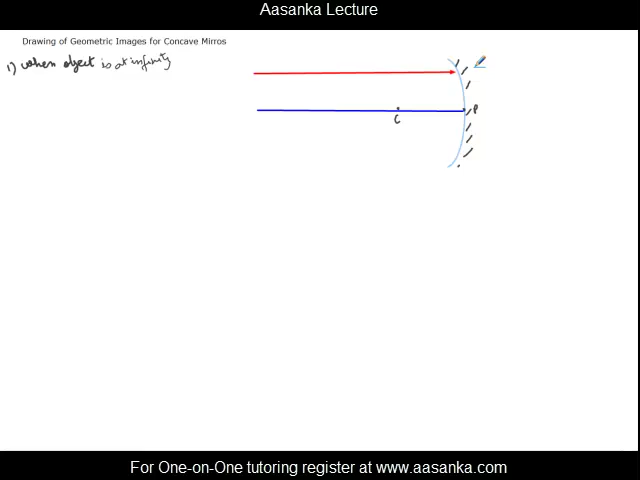 Aasanka Lecture
Drawing of Geometric Images for Concave Mirros
1) When object is at infinity
C
P
For One-on-One tutoring register at www.aasanka.com